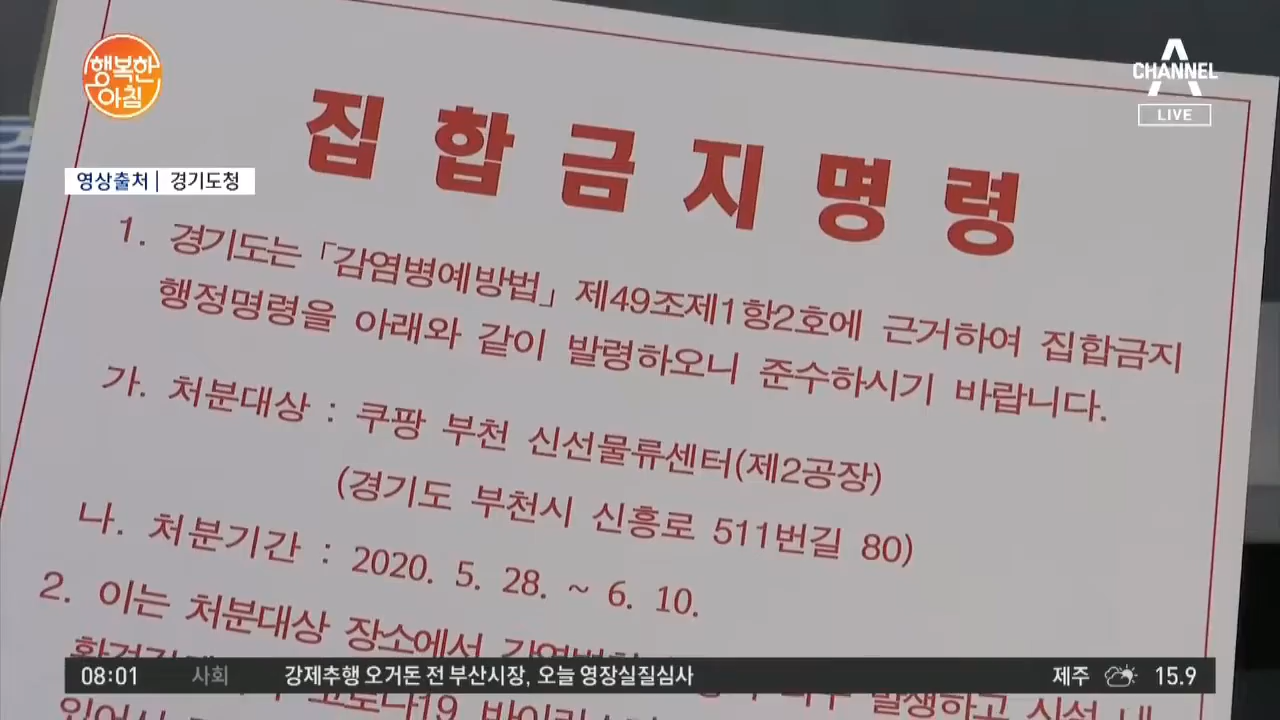 행복한
아침
CHANNEL A
LIVE
영상출처 | 경기도청
집합금지명령
1. 경기도는 「감염병예방법」 제49조제1항2호에 근거하여 집합금지
행정명령을 아래와 같이 발령하오니 준수하시기 바랍니다.
가. 처분대상 : 쿠팡 부천 신선물류센터(제2공장)
(경기도 부천시 신흥로 511번길 80)
나. 처분기간 : 2020. 5. 28. ~ 6. 10.
2. 이는 처분대상 장소에서
발생하고 시설 내
08:01 사회 강제추행 오거돈 전 부산시장, 오늘 영장실질심사 제주 15.9